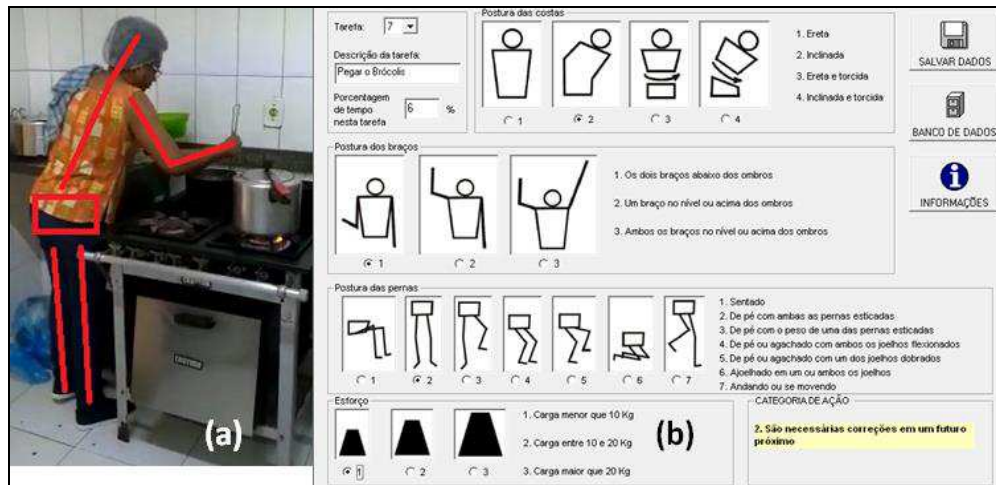 Tarefa: 7
Descrição da tarefa:
Pegar o Brócolis
Porcentagem
de tempo
nesta tarefa
6 %
Postura das costas
1 2 3 4
1. Ereta
2. Inclinada
3. Ereta e torcida
4. Inclinada e torcida
SALVAR DADOS
BANCO DE DADOS
INFORMAÇÕES
Postura dos braços
1 2 3
1. Os dois braços abaixo dos ombros
2. Um braço no nível ou acima dos ombros
3. Ambos os braços no nível ou acima dos ombros
Postura das pernas
1 2 3 4 5 6 7
1. Sentado
2. De pé com ambas as pernas esticadas
3. De pé com o peso de uma das pernas esticadas
4. De pé ou agachado com ambos os joelhos flexionados
5. De pé ou agachado com um dos joelhos dobrados
6. Ajoelhado em um ou ambos os joelhos
7. Andando ou se movendo
Esforço
1 2 3
1. Carga menor que 10 Kg
2. Carga entre 10 e 20 Kg
3. Carga maior que 20 Kg
CATEGORIA DE AÇÃO
2. São necessárias correções em um futuro
próximo
(a)
(b)